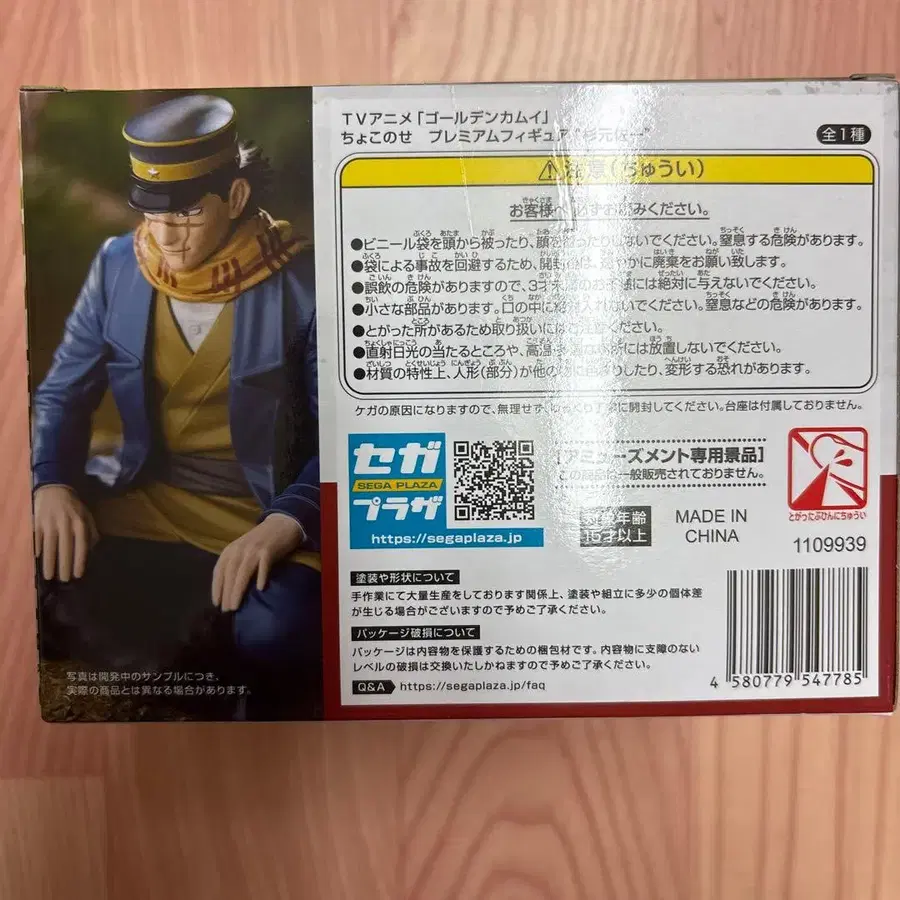 TVアニメ「ゴールデンカムイ」
ちょこのせ プレミアムフィギュア"杉元佐一"
全1種
注意(ちゅうい)
お客様へ 必ずお読みください。
●ビニール袋を頭から被ったり、顔を しないでください。窒息する危険があります。
●袋による事故を回避するため、開封 やかに廃棄をお願い致します。
●誤飲の危険がありますので、3才未満のお子様には絶対に与えないでください。
●小さな部品があります。口の中に絶対入れないでください。窒息などの危険があります。
●とがった所があるため取り扱いにはご注意ください。
●直射日光の当たるところや、高温 な場所には放置しないでください。
●材質の特性上、人形(部分)が他の に色移りしたり、変形する恐れがあります。
ケガの原因になりますので、無理せずゆっくり丁寧に開封してください。台座は付属しておりません。
セガ
SEGA PLAZA
プラザ
https://segaplaza.jp
[アミューズメント専用景品]
この商品は一般販売されておりません。
対象年齢
15才以上
MADE IN
CHINA
とがったぶひんにちゅうい
1109939
塗装や形状について
手作業にて大量生産をしております関係上、塗装や組立に多少の個体差
が生じる場合がございますので予めご了承ください。
パッケージ破損について
パッケージは内容物を保護するための梱包材です。内容物に支障のない
レベルの破損は交換いたしかねますので予めご了承ください。
Q&A https://segaplaza.jp/faq
4 580779 547785
写真は開発中のサンプルにつき、
実際の商品とは異なる場合があります。